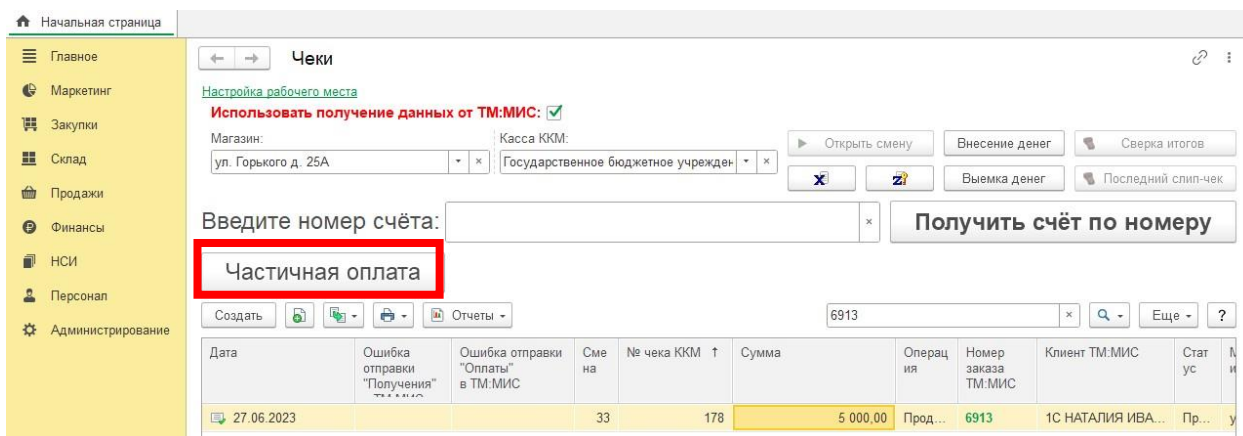 Начальная страница
Главное
Маркетинг
Закупки
Склад
Продажи
Финансы
НСИ
Персонал
Администрирование
Чеки
Настройка рабочего места
Использовать получение данных от ТМ:МИС:
Магазин:
Касса ККМ:
ул. Горького д. 25А
Государственное бюджетное учрежден
Открыть смену
Внесение денег
Сверка итогов
X
Z
Выемка денег
Последний слип-чек
Введите номер счёта:
Получить счёт по номеру
Частичная оплата
Создать
Отчеты
6913
Еще
?
Дата
Ошибка отправки "Получения"
Ошибка отправки "Оплаты" в ТМ:МИС
Сме на
№ чека ККМ ↑
Сумма
Операц ия
Номер заказа ТМ:МИС
Клиент ТМ:МИС
Стат ус
27.06.2023
33
178
5 000,00
Прод...
6913
1С НАТАЛИЯ ИВА...
Пр...